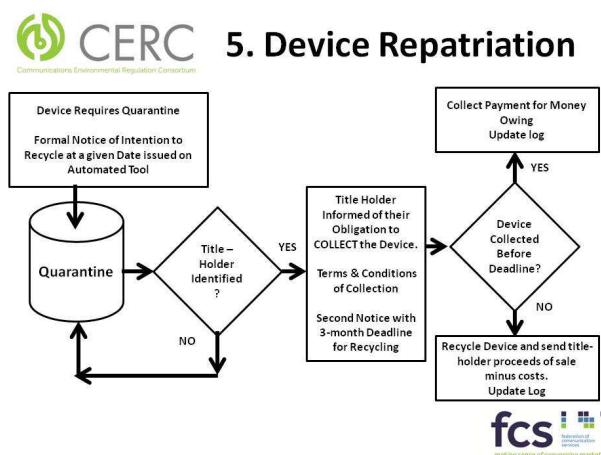 CERC
Communications Environmental Regulation Consortium
5. Device Repatriation
Device Requires Quarantine
Formal Notice of Intention to
Recycle at a given Date issued on
Automated Tool
Quarantine
Title –
Holder
Identified
?
YES
NO
Title Holder
Informed of their
Obligation to
COLLECT the Device.
Terms & Conditions
of Collection
Second Notice with
3-month Deadline
for Recycling
Device
Collected
Before
Deadline?
YES
Collect Payment for Money
Owing
Update log
NO
Recycle Device and send title-
holder proceeds of sale
minus costs.
Update Log
fcs
federation of
communication
services